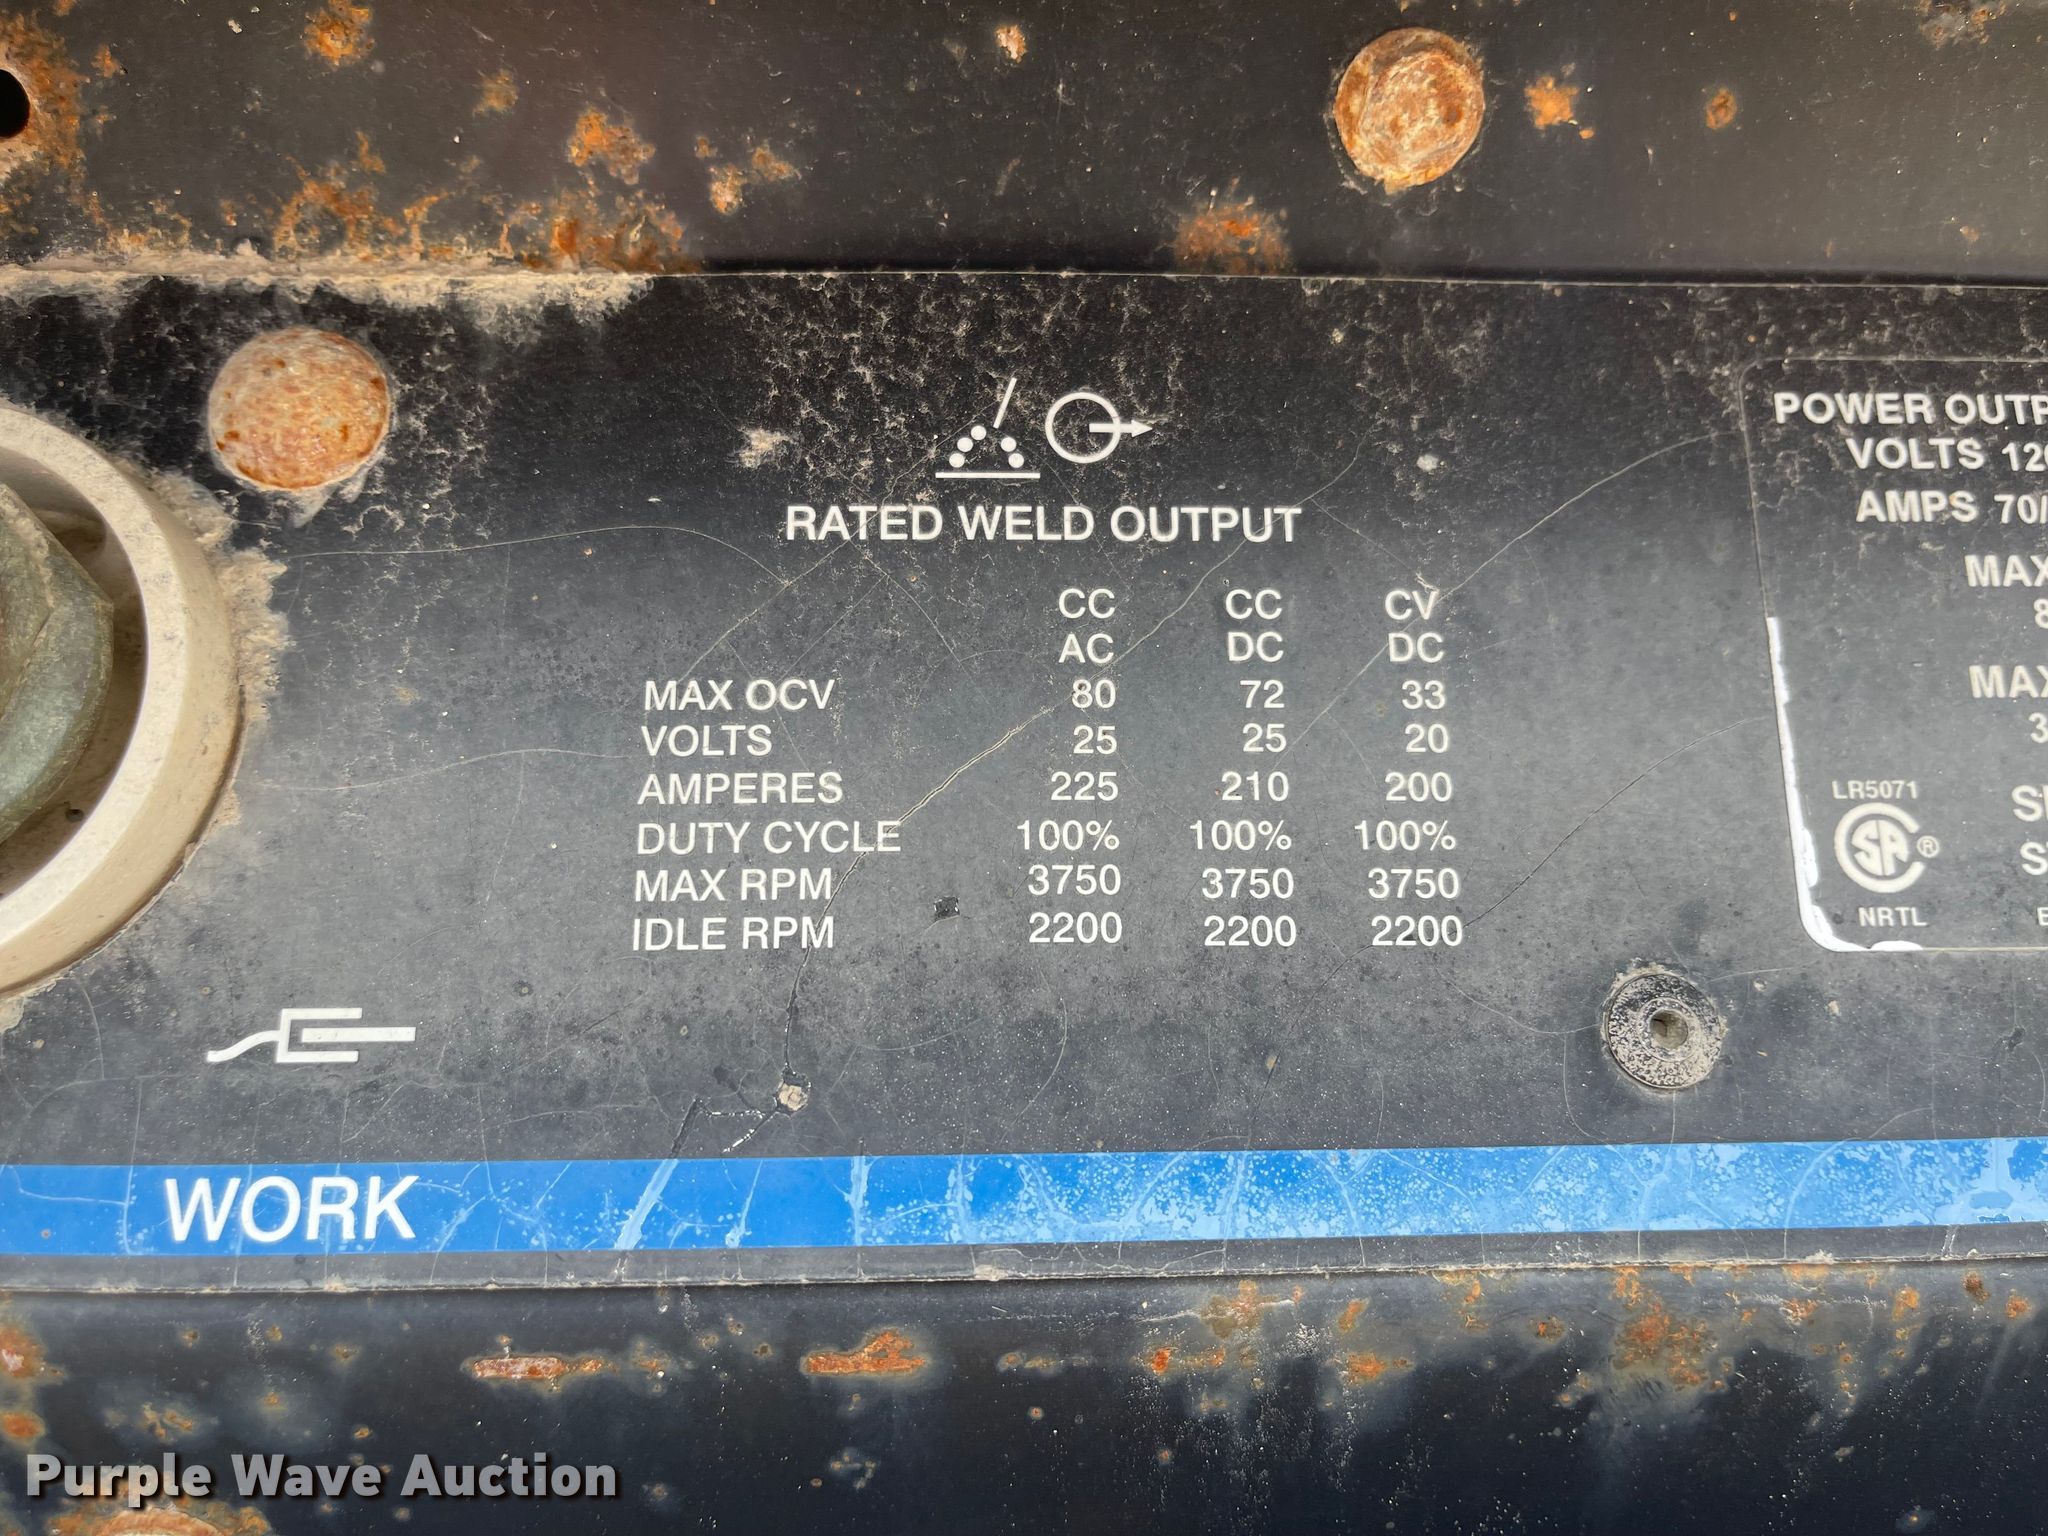 RATED WELD OUTPUT
CC CC CV
AC DC DC
MAX OCV 80 72 33
VOLTS 25 25 20
AMPERES 225 210 200
DUTY CYCLE 100% 100% 100%
MAX RPM 3750 3750 3750
IDLE RPM 2200 2200 2200
POWER
VOLTS
AMPS 70/
MAX
MAX
LR5071
SA ®
NRTL
WORK
Purple Wave Auction